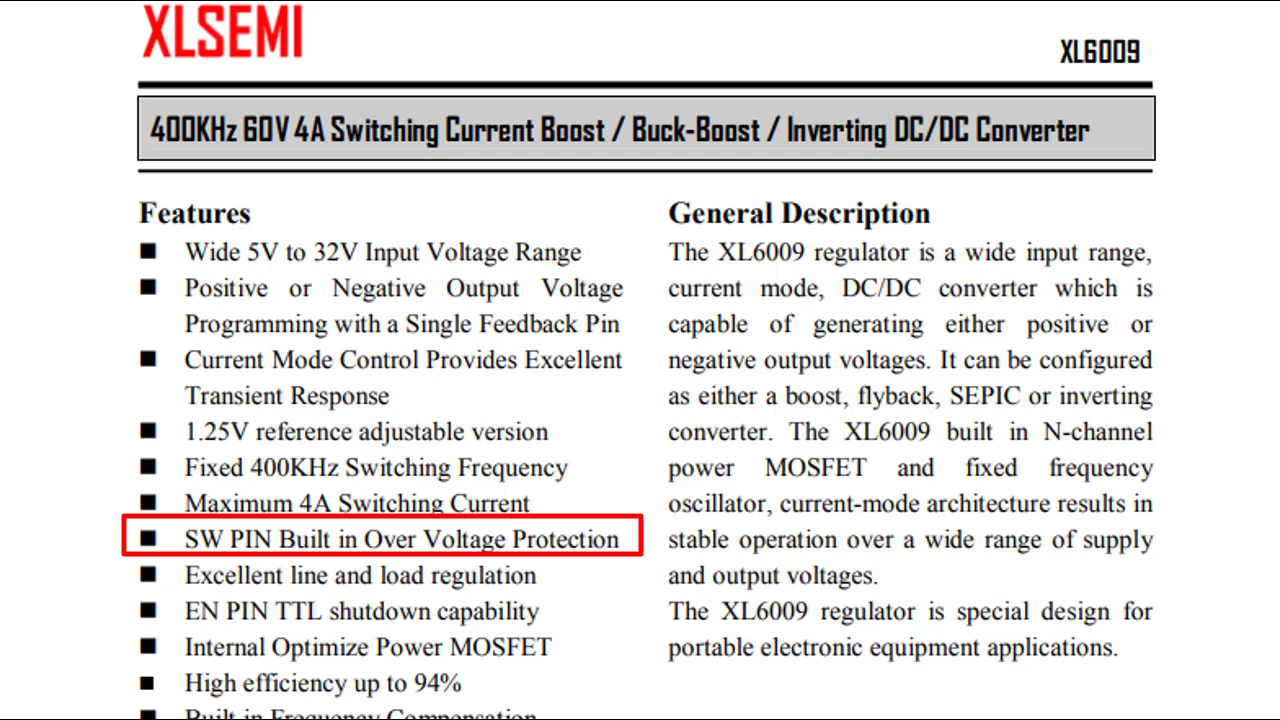 XLSEMI
XL6009
400KHz 60V 4A Switching Current Boost / Buck-Boost / Inverting DC/DC Converter
Features
■ Wide 5V to 32V Input Voltage Range
■ Positive or Negative Output Voltage
Programming with a Single Feedback Pin
■ Current Mode Control Provides Excellent
Transient Response
■ 1.25V reference adjustable version
■ Fixed 400KHz Switching Frequency
■ Maximum 4A Switching Current
■ SW PIN Built in Over Voltage Protection
■ Excellent line and load regulation
■ EN PIN TTL shutdown capability
■ Internal Optimize Power MOSFET
■ High efficiency up to 94%
■ Built in Frequency Compensation
General Description
The XL6009 regulator is a wide input range,
current mode, DC/DC converter which is
capable of generating either positive or
negative output voltages. It can be configured
as either a boost, flyback, SEPIC or inverting
converter. The XL6009 built in N-channel
power MOSFET and fixed frequency
oscillator, current-mode architecture results in
stable operation over a wide range of supply
and output voltages.
The XL6009 regulator is special design for
portable electronic equipment applications.